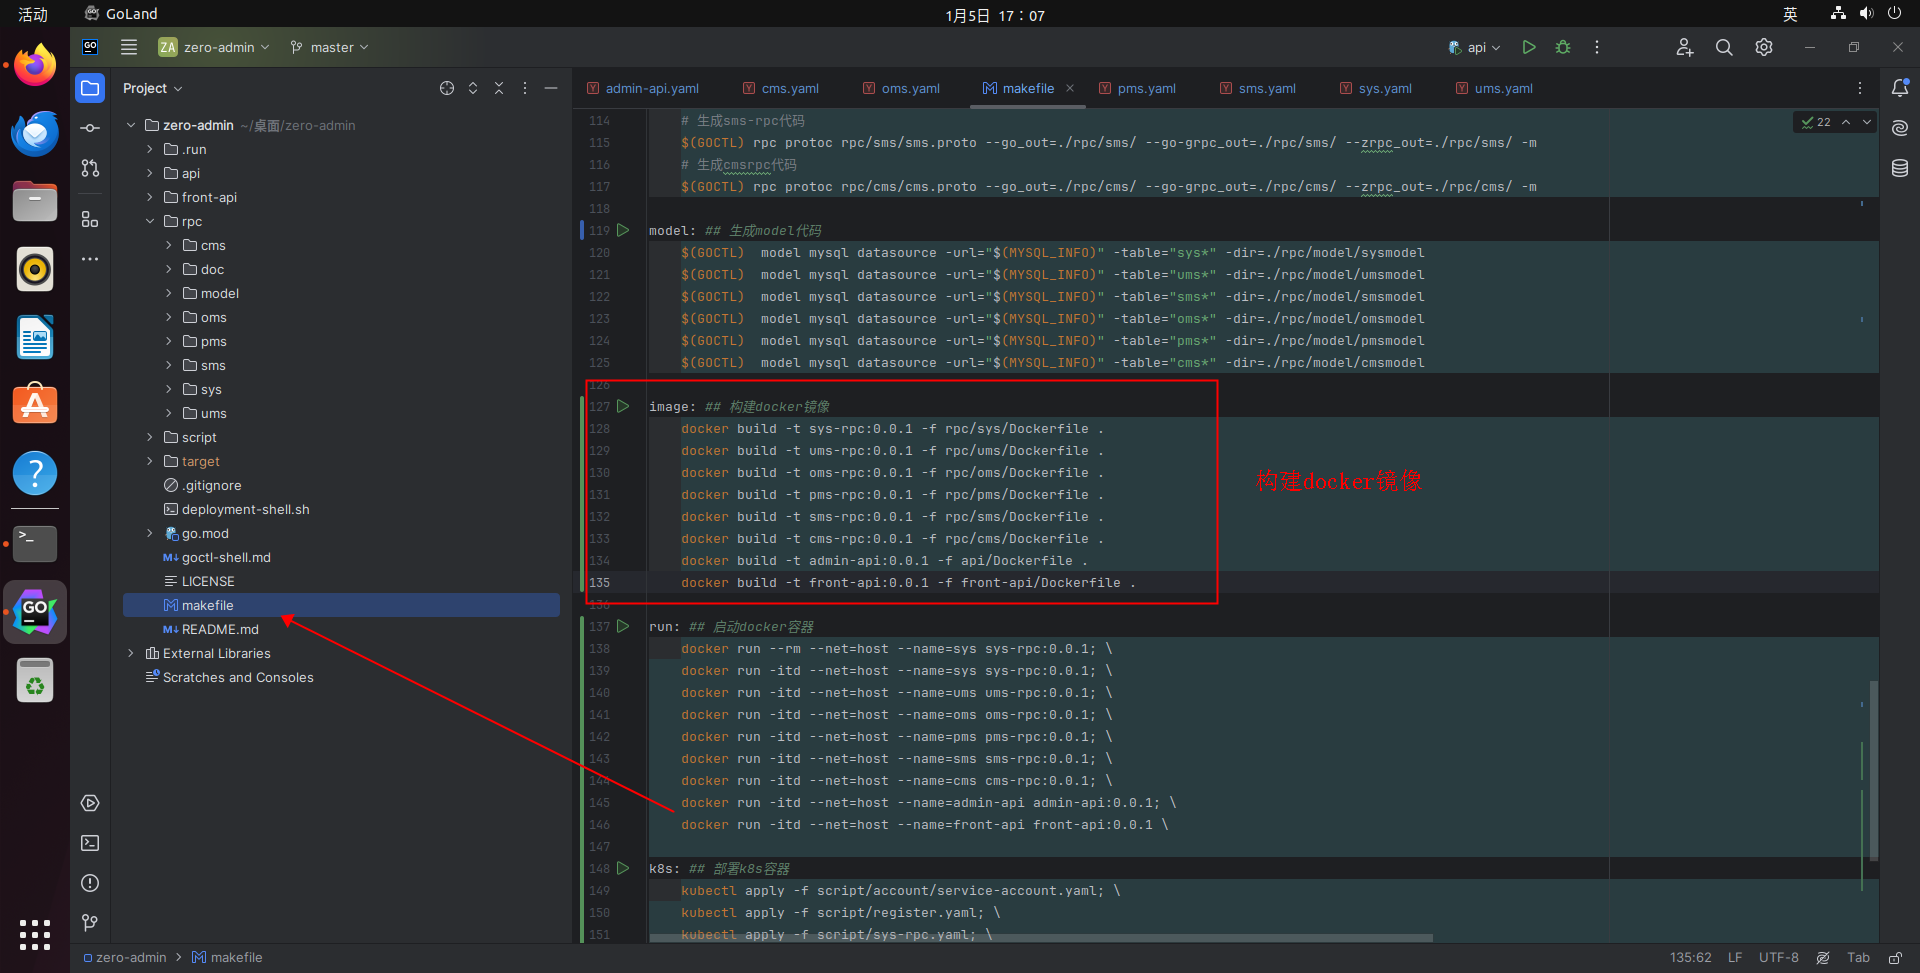 活动
GoLand
1月5日 17：07
英
GO
ZA zero-admin
master
api
Project
admin-api.yaml
cms.yaml
oms.yaml
makefile
pms.yaml
sms.yaml
sys.yaml
ums.yaml
zero-admin ~/桌面/zero-admin
.run
api
front-api
rpc
cms
doc
model
oms
pms
sms
sys
ums
script
target
.gitignore
deployment-shell.sh
go.mod
goctl-shell.md
LICENSE
makefile
README.md
External Libraries
Scratches and Consoles
22
114 # 生成sms-rpc代码
115 $(GOCTL) rpc protoc rpc/sms/sms.proto --go_out=./rpc/sms/ --go-grpc_out=./rpc/sms/ --zrpc_out=./rpc/sms/ -m
116 # 生成cmsrpc代码
117 $(GOCTL) rpc protoc rpc/cms/cms.proto --go_out=./rpc/cms/ --go-grpc_out=./rpc/cms/ --zrpc_out=./rpc/cms/ -m
118
119 model: ## 生成model代码
120 $(GOCTL)  model mysql datasource -url="$(MYSQL_INFO)" -table="sys*" -dir=./rpc/model/sysmodel
121 $(GOCTL)  model mysql datasource -url="$(MYSQL_INFO)" -table="ums*" -dir=./rpc/model/umsmodel
122 $(GOCTL)  model mysql datasource -url="$(MYSQL_INFO)" -table="sms*" -dir=./rpc/model/smsmodel
123 $(GOCTL)  model mysql datasource -url="$(MYSQL_INFO)" -table="oms*" -dir=./rpc/model/omsmodel
124 $(GOCTL)  model mysql datasource -url="$(MYSQL_INFO)" -table="pms*" -dir=./rpc/model/pmsmodel
125 $(GOCTL)  model mysql datasource -url="$(MYSQL_INFO)" -table="cms*" -dir=./rpc/model/cmsmodel
126
127 image: ## 构建docker镜像
128 docker build -t sys-rpc:0.0.1 -f rpc/sys/Dockerfile .
129 docker build -t ums-rpc:0.0.1 -f rpc/ums/Dockerfile .
130 docker build -t oms-rpc:0.0.1 -f rpc/oms/Dockerfile .
131 docker build -t pms-rpc:0.0.1 -f rpc/pms/Dockerfile .
132 docker build -t sms-rpc:0.0.1 -f rpc/sms/Dockerfile .
133 docker build -t cms-rpc:0.0.1 -f rpc/cms/Dockerfile .
134 docker build -t admin-api:0.0.1 -f api/Dockerfile .
135 docker build -t front-api:0.0.1 -f front-api/Dockerfile .
构建docker镜像
136
137 run: ## 启动docker容器
138 docker run --rm --net=host --name=sys sys-rpc:0.0.1; \
139 docker run -itd --net=host --name=sys sys-rpc:0.0.1; \
140 docker run -itd --net=host --name=ums ums-rpc:0.0.1; \
141 docker run -itd --net=host --name=oms oms-rpc:0.0.1; \
142 docker run -itd --net=host --name=pms pms-rpc:0.0.1; \
143 docker run -itd --net=host --name=sms sms-rpc:0.0.1; \
144 docker run -itd --net=host --name=cms cms-rpc:0.0.1; \
145 docker run -itd --net=host --name=admin-api admin-api:0.0.1; \
146 docker run -itd --net=host --name=front-api front-api:0.0.1 \
147
148 k8s: ## 部署k8s容器
149 kubectl apply -f script/account/service-account.yaml; \
150 kubectl apply -f script/register.yaml; \
151 kubectl apply -f script/sys-rpc.yaml; \
GO
zero-admin > makefile
135:62
LF
UTF-8
Tab